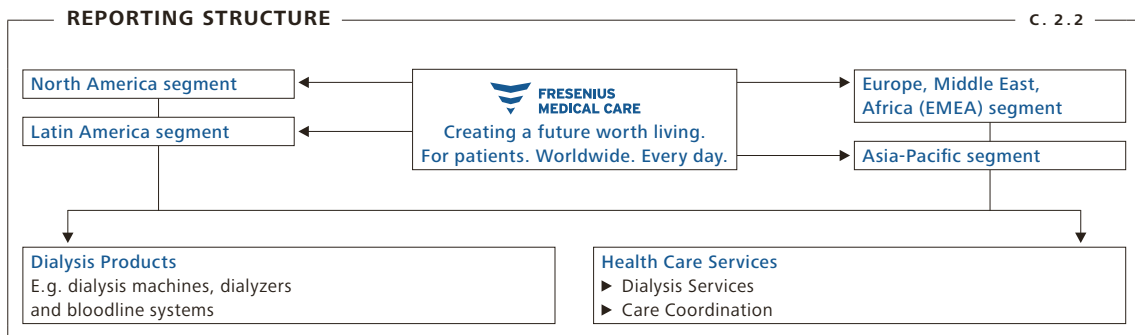 REPORTING STRUCTURE
C. 2.2
North America segment
Latin America segment
FRESENIUS
MEDICAL CARE
Creating a future worth living.
For patients. Worldwide. Every day.
Europe, Middle East,
Africa (EMEA) segment
Asia-Pacific segment
Dialysis Products
E.g. dialysis machines, dialyzers
and bloodline systems
Health Care Services
▶ Dialysis Services
▶ Care Coordination